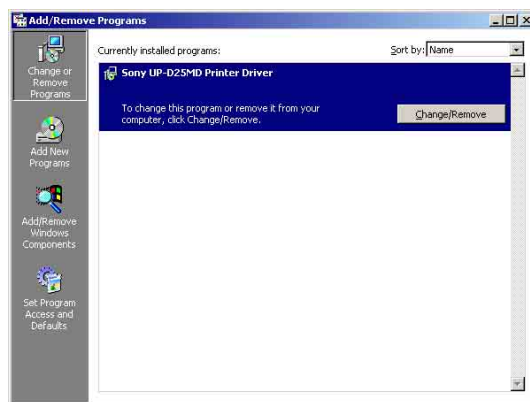 Add/Remove Programs
Change or
Remove
Programs
Add New
Programs
Add/Remove
Windows
Components
Set Program
Access and
Defaults
Currently installed programs:
Sort by: Name
Sony UP-D25MD Printer Driver
To change this program or remove it from your
computer, click Change/Remove.
Change/Remove